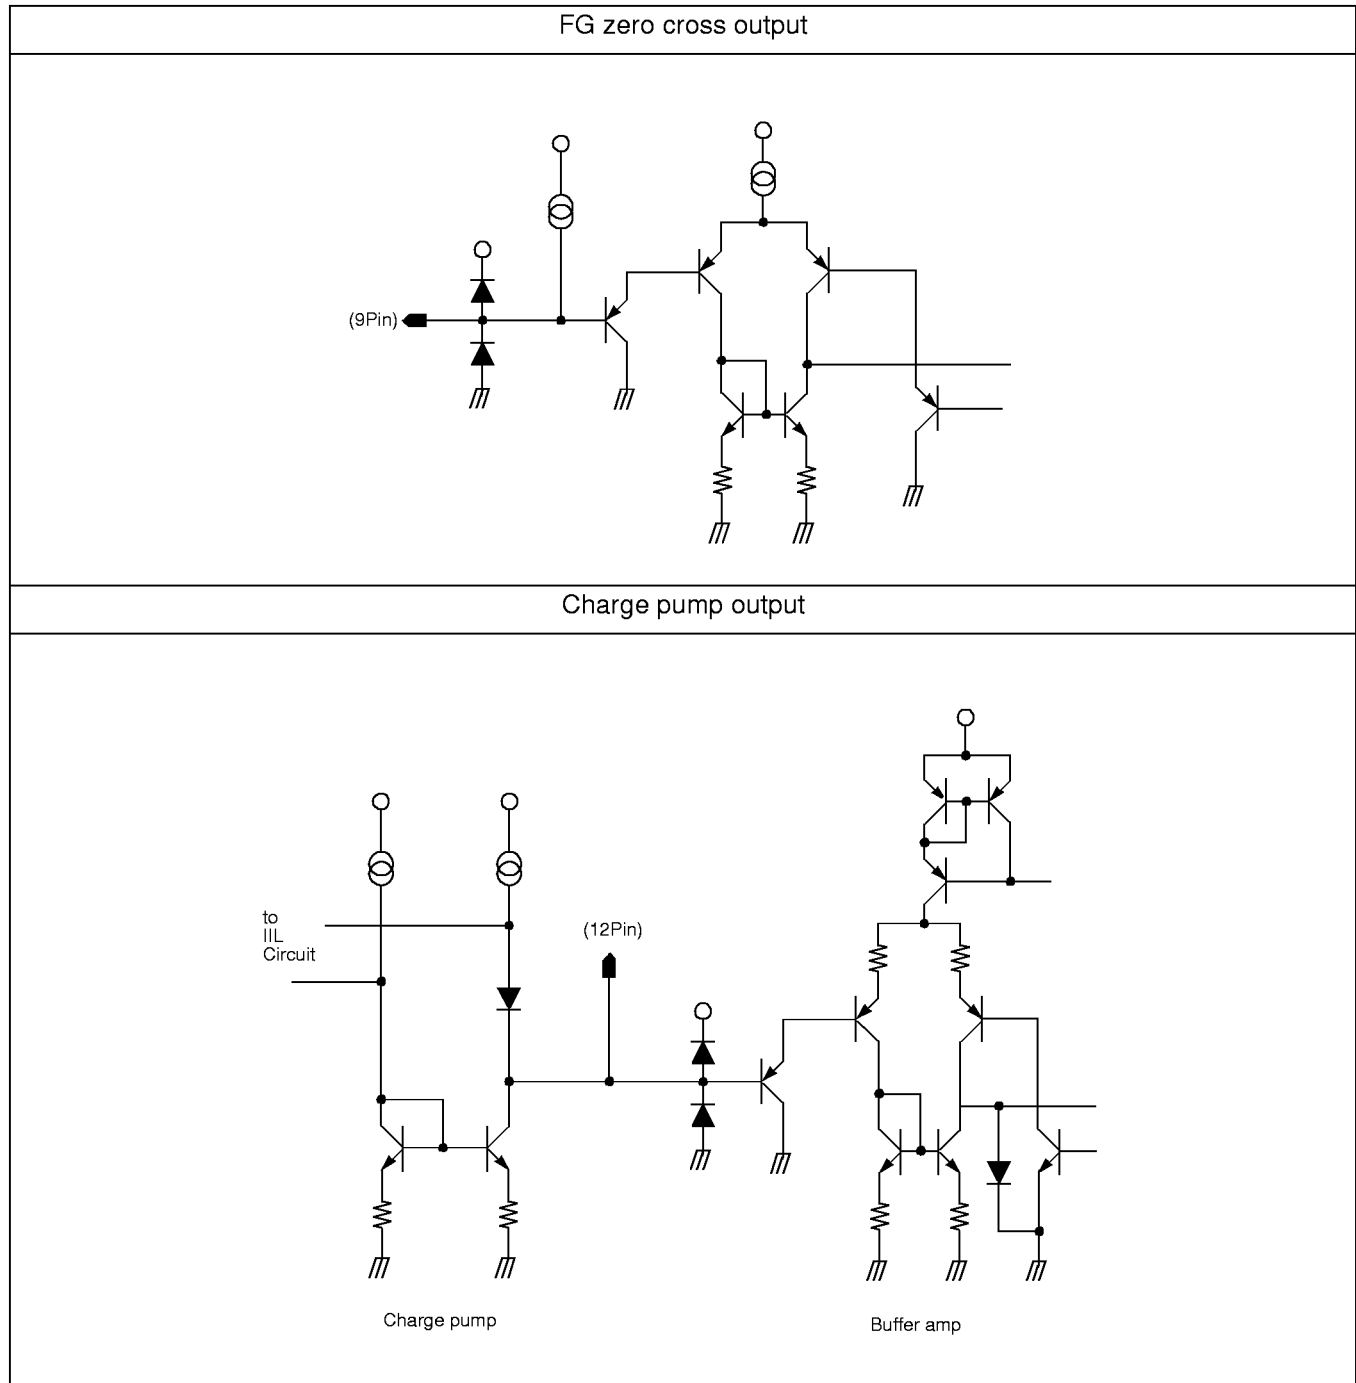 FG zero cross output
(9Pin)
Charge pump output
to
IIL
Circuit
(12Pin)
Charge pump
Buffer amp